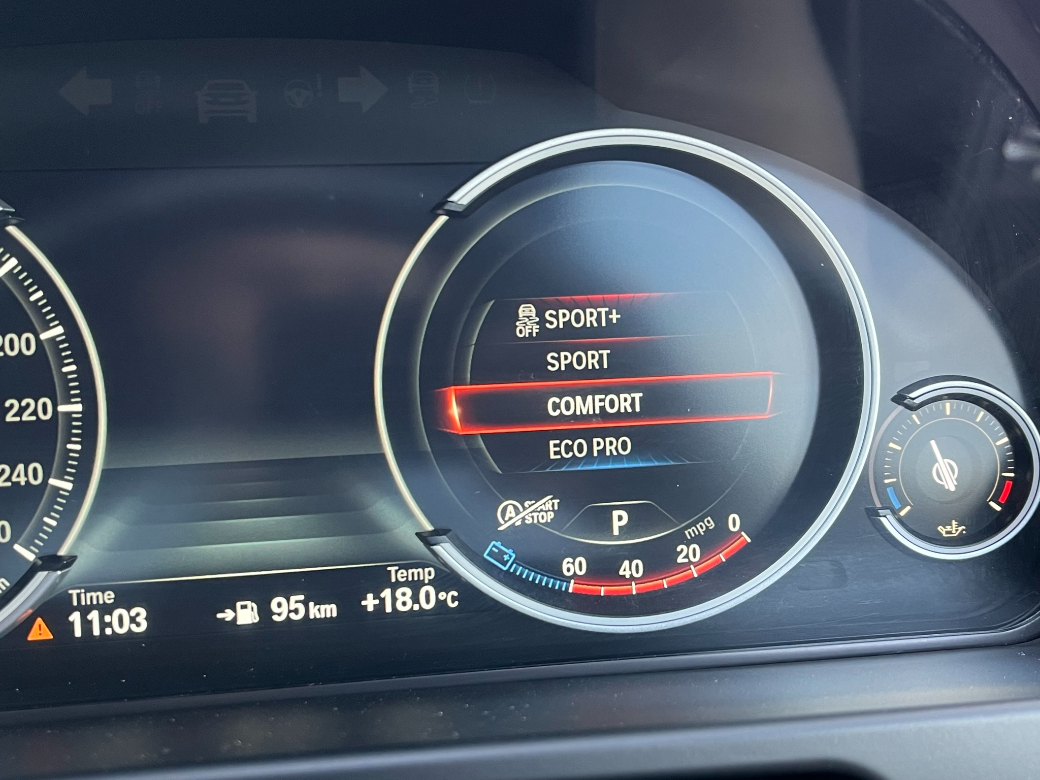 200
220
240
OFF SPORT+
SPORT
COMFORT
ECO PRO
A START
STOP
P
60 40 20 0
mpg
Time
11:03
95 km
Temp
+18.0°C